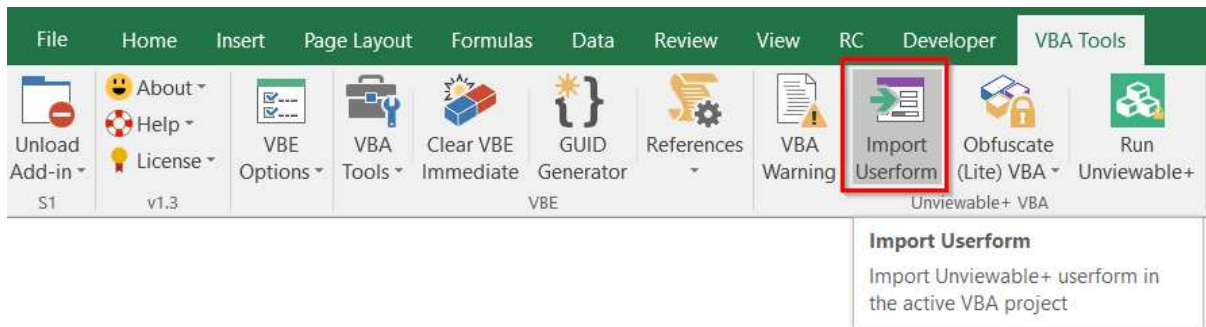 File Home Insert Page Layout Formulas Data Review View RC Developer VBA Tools
About
Help
License
Unload
Add-in
VBE
Options
VBA
Tools
Clear VBE
Immediate
GUID
Generator
References
VBA
Warning
Import
Userform
Obfuscate
(Lite) VBA
Run
Unviewable+
S1 v1.3 VBE Unviewable+ VBA
Import Userform
Import Unviewable+ userform in
the active VBA project